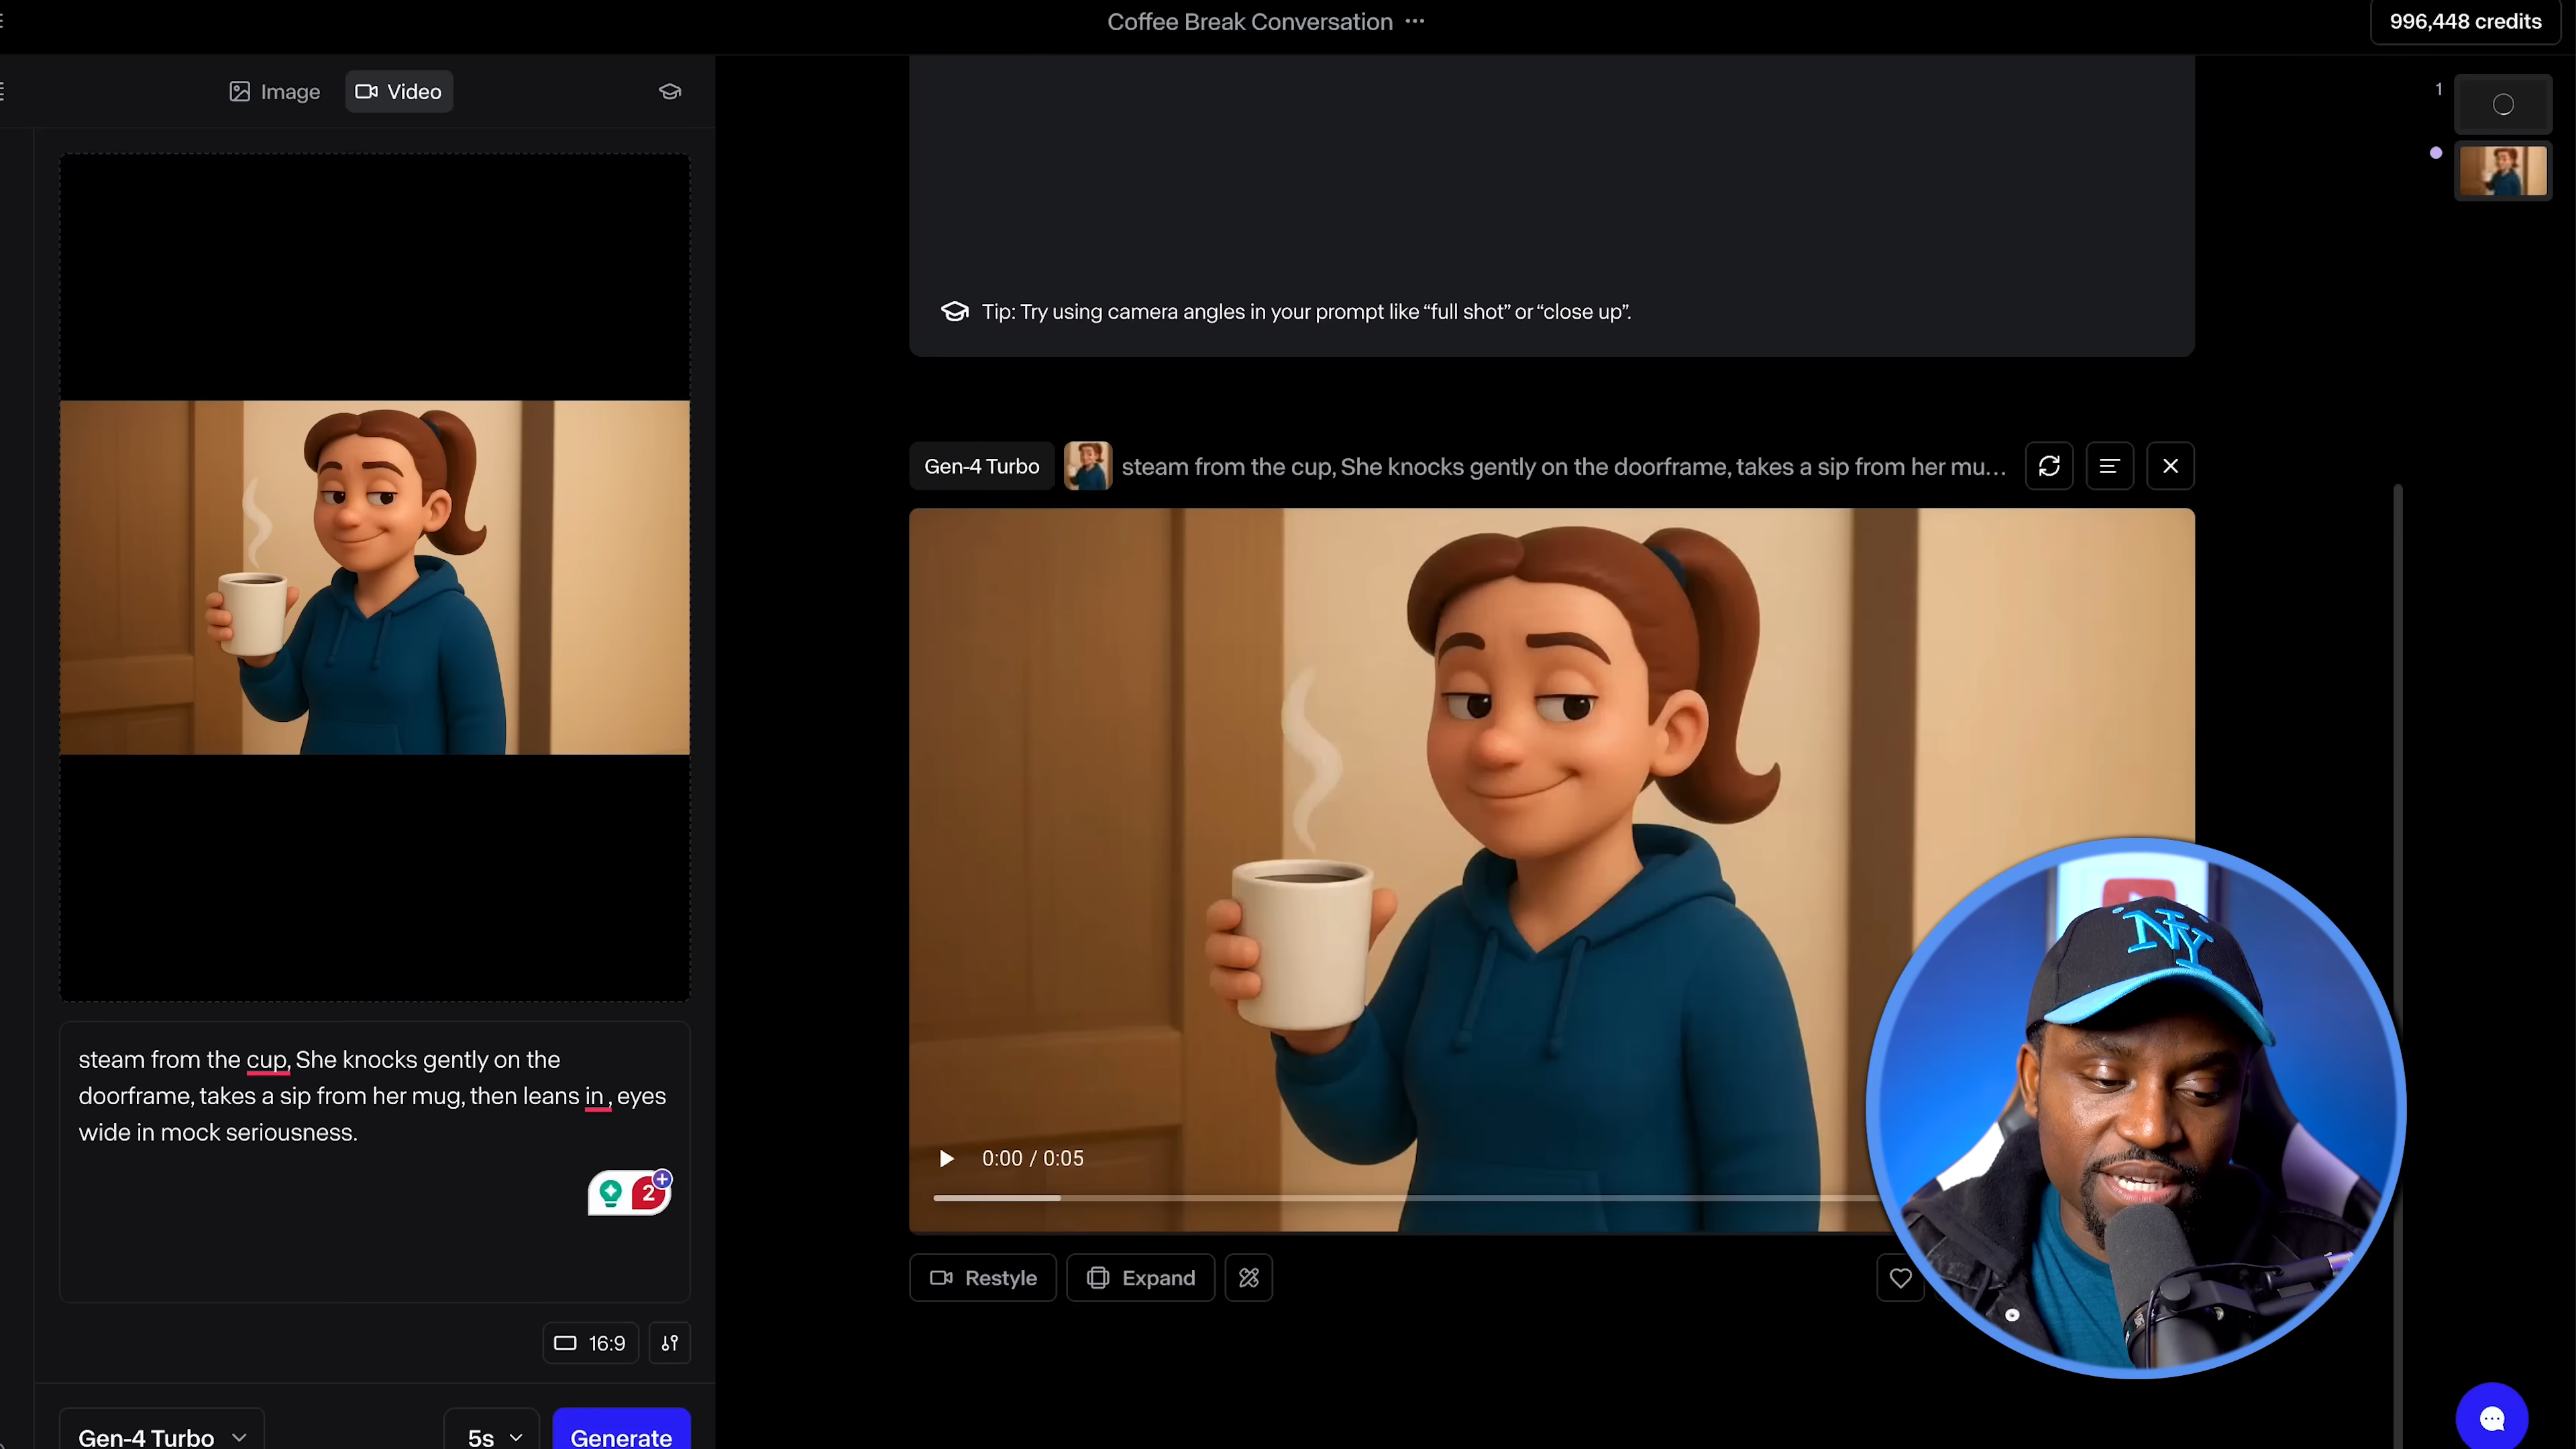 Coffee Break Conversation ···
996,448 credits
Image
Video
1
Tip: Try using camera angles in your prompt like “full shot” or “close up”.
Gen-4 Turbo
steam from the cup, She knocks gently on the doorframe, takes a sip from her mu...
steam from the cup, She knocks gently on the
doorframe, takes a sip from her mug, then leans in , eyes
wide in mock seriousness.
2
0:00 / 0:05
Restyle
Expand
NY
16:9
Gen-4 Turbo
5s
Generate